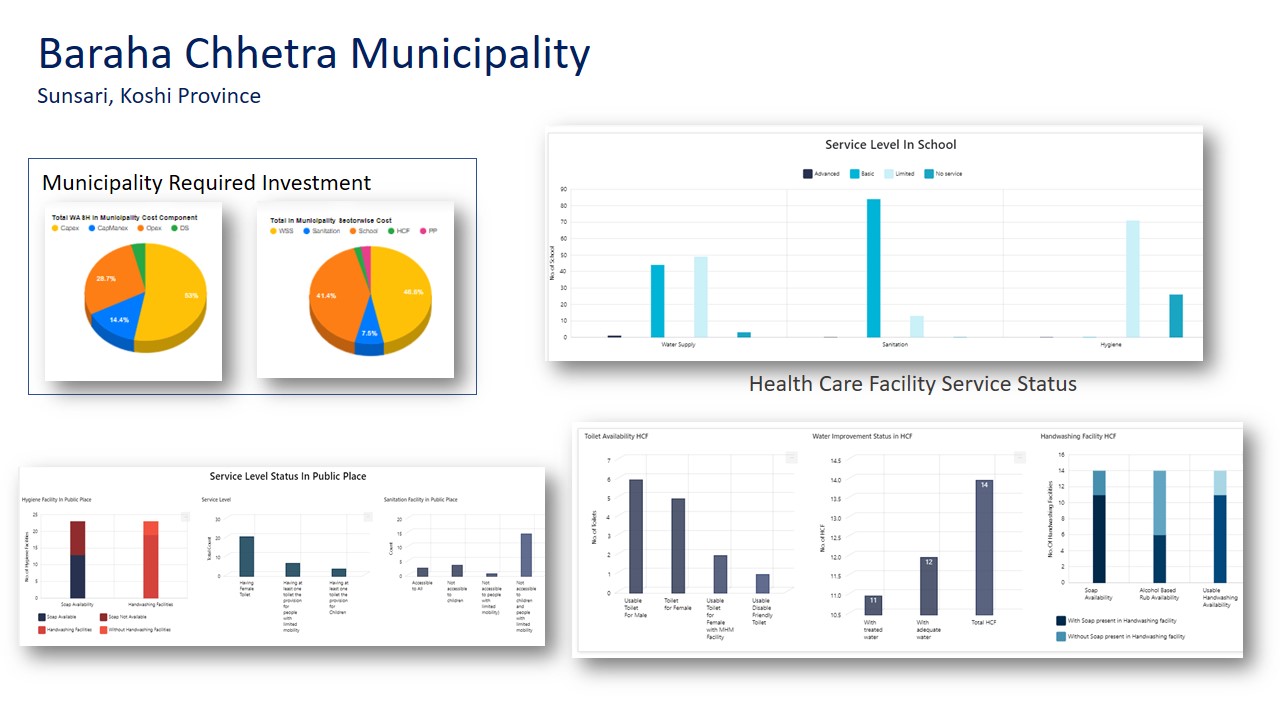 Baraha Chhetra Municipality
Sunsari, Koshi Province
Municipality Required Investment
Total WASH in Municipality Cost Component
Capex CapManex Opex DS
28.7%
53%
14.4%
Total in Municipality Sectorwise Cost
WSS Sanitation School HCF PP
41.4%
7.5%
Service Level In School
Advanced Basic Limited No service
No. of School
90
80
70
60
50
40
30
20
10
0
Water Supply Sanitation Hygiene
Health Care Facility Service Status
Service Level Status In Public Place
Hygiene Facility In Public Place
No. of Hygiene Facilities
25
20
15
10
5
0
Soap Availability Handwashing Facilities
Soap Available Soap Not Available
Handwashing Facilities Without Handwashing Facilities
Service Level
Total Count
30
20
10
0
Having
Female
Toilet
Having at
least one
toilet the
provision
for
people
with
limited
mobility
Having at
least one
toilet the
provision
for
Children
Sanitation Facility in Public Place
Count
20
15
10
5
0
Accessible
to All
Not
accessible
to
children
Not
accessible
to people
with
limited
mobility)
Not
accessible
to
children
and
people
with
limited
mobility
Toilet Availability HCF
No. of Toilets
7
6
5
4
3
2
1
0
Usable
Toilet
For Male
Toilet
for Female
Usable
Toilet
for
Female
with MHM
Facility
Usable
Disable
Friendly
Toilet
Water Improvement Status in HCF
No. of HCF
14.5
14.0
13.5
13.0
12.5
12.0
11.5
11.0
10.5
11
12
14
With
treated
water
With
adequate
water
Total HCF
Handwashing Facility HCF
No. Of Handwashing Facilities
16
14
12
10
8
6
4
2
0
Soap
Availability
Alcohol Based
Rub Availability
Usable
Handwashing
Availability
With Soap present in Handwashing facility
Without Soap present in Handwashing facility